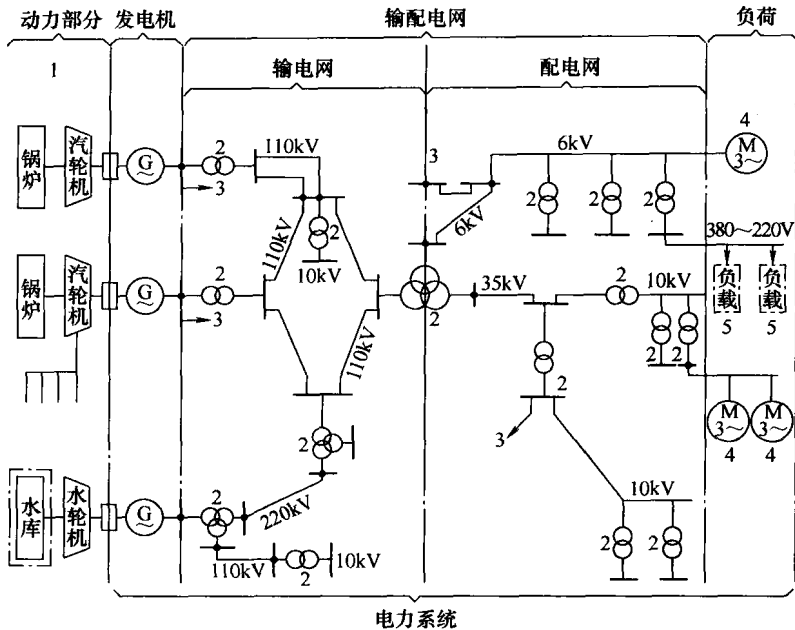 动力部分
发电机
输配电网
负荷
1
输电网
配电网
锅炉
汽轮机
G
~
2
3
110kV
2
10kV
110kV
3
6kV
6kV
2
2
2
4
M
3~
380～220V
负载
负载
5
5
锅炉
汽轮机
G
~
2
3
110kV
2
35kV
2
10kV
2
2
2
3
M
3~
M
3~
4
4
水库
水轮机
G
~
2
2
220kV
110kV
2
10kV
10kV
2
2
电力系统